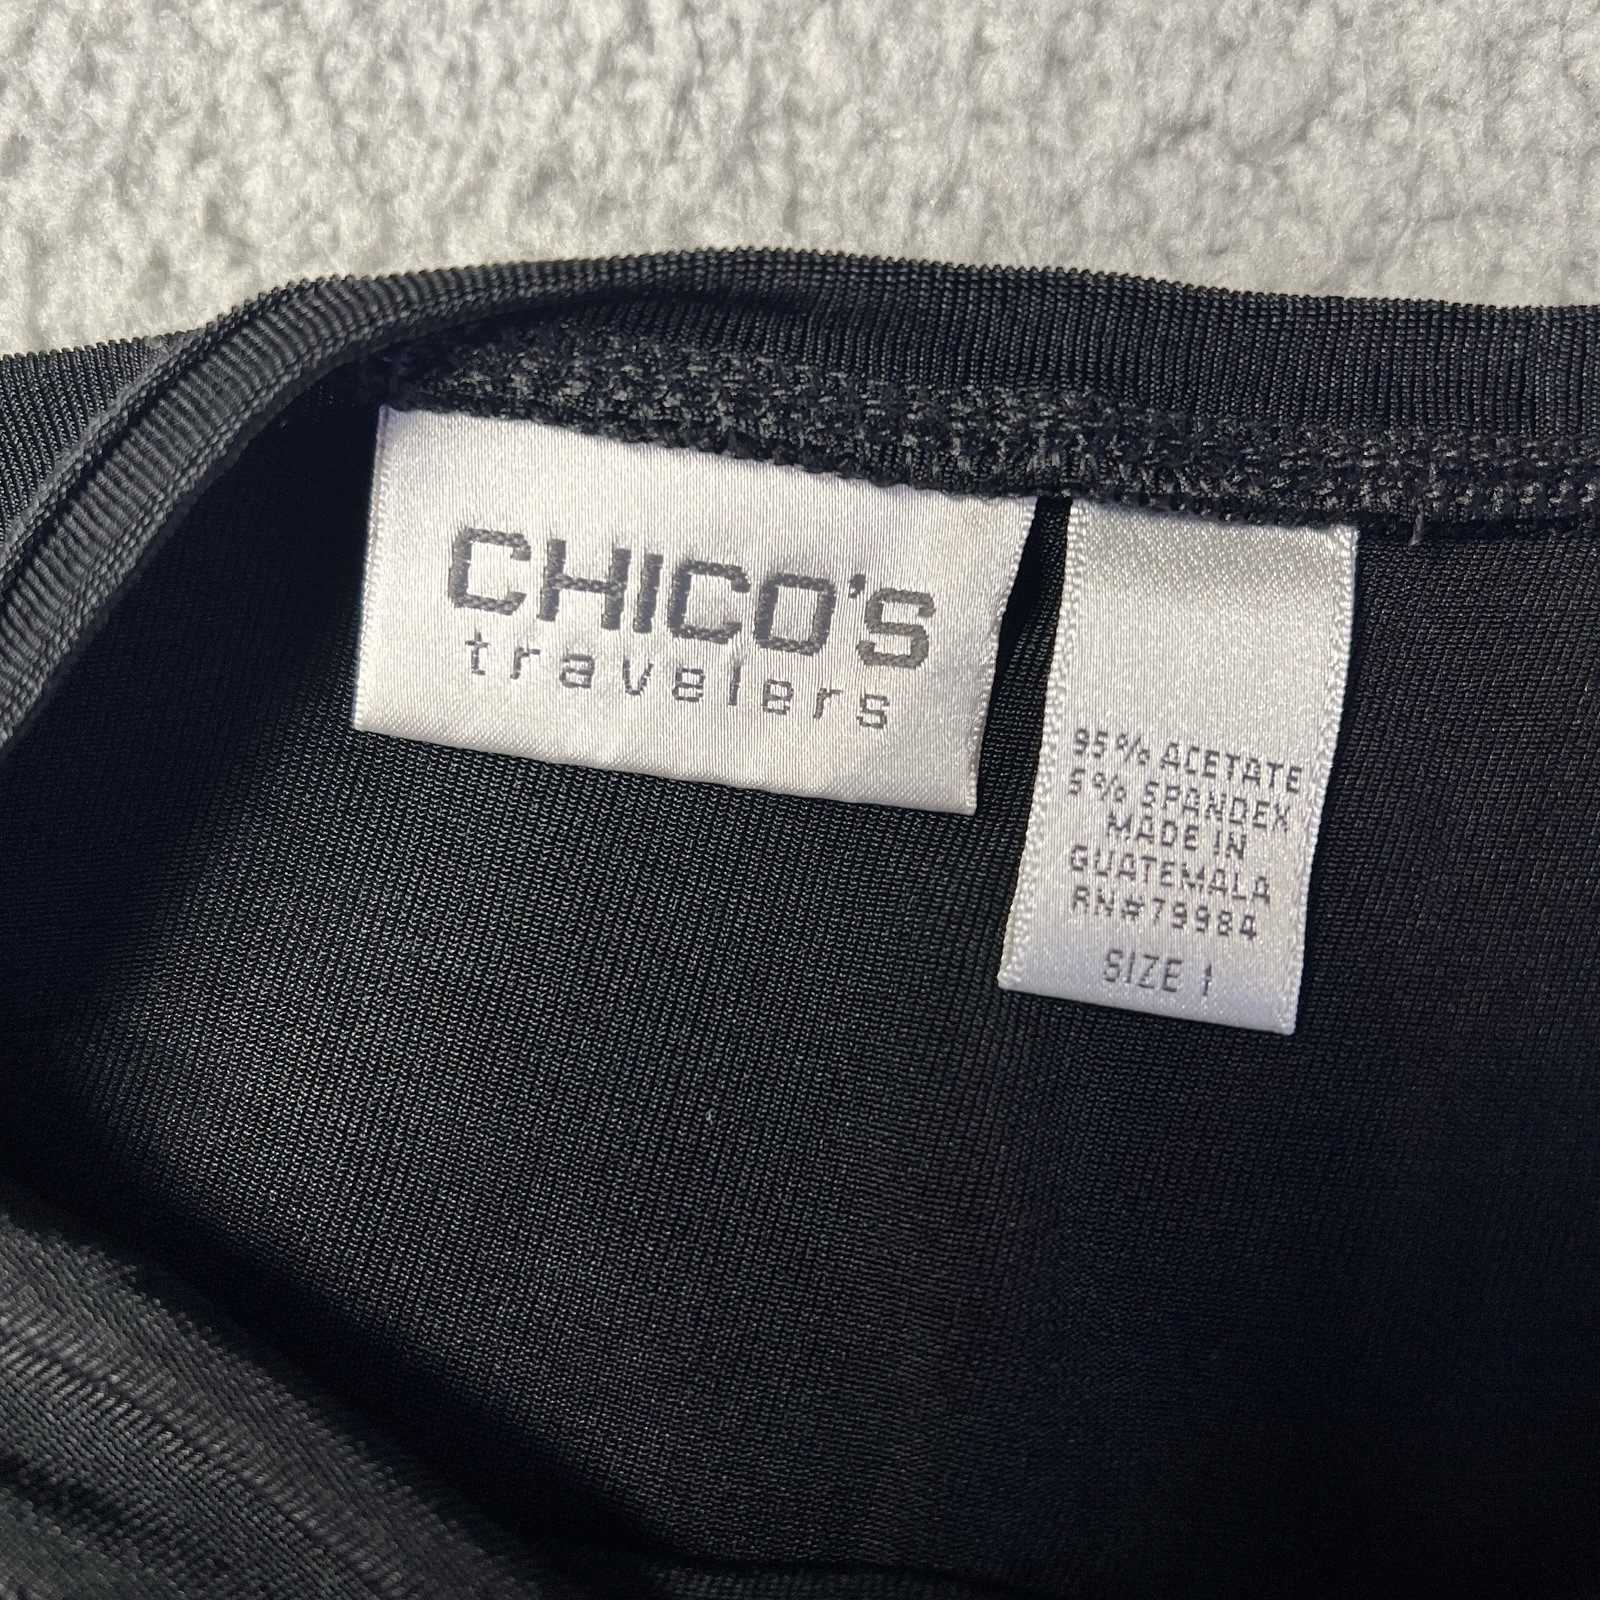 CHICO'S
travelers
95% ACETATE
5% SPANDEX
MADE IN
GUATEMALA
RN#79984
SIZE 1